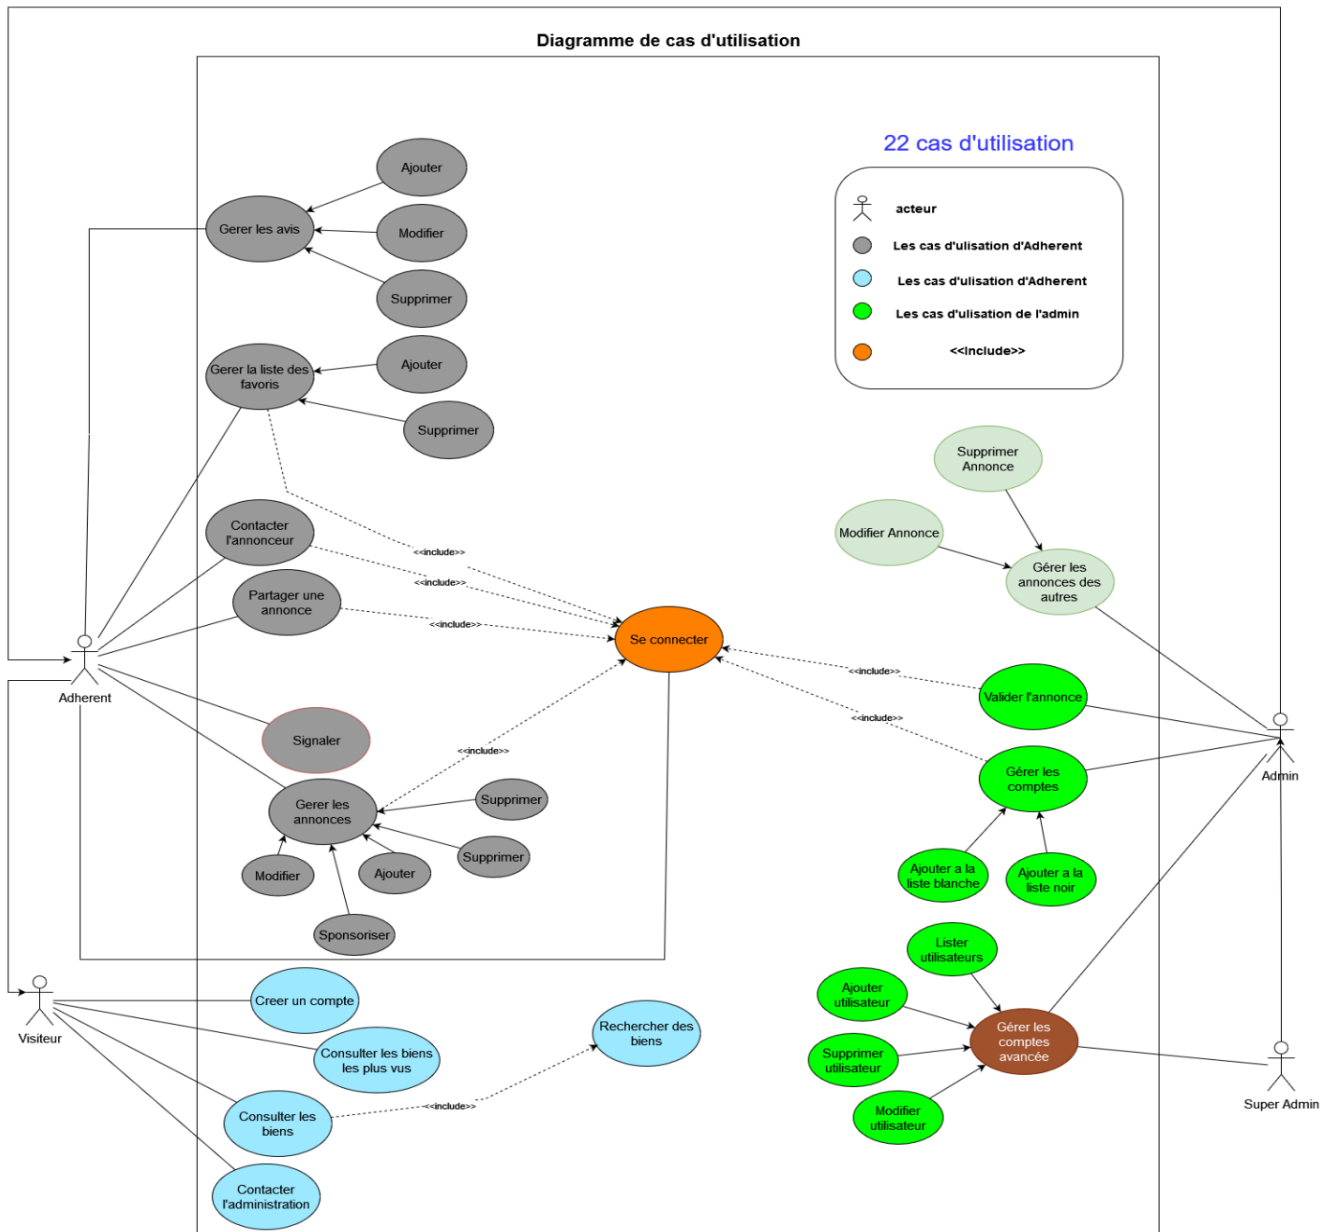 Diagramme de cas d'utilisation
22 cas d'utilisation
acteur
Les cas d'ulisation d'Adherent
Les cas d'ulisation d'Adherent
Les cas d'ulisation de l'admin
<<Include>>
Ajouter
Gerer les avis
Modifier
Supprimer
Gerer la liste des
favoris
Ajouter
Supprimer
Contacter
l'annonceur
<<include>>
<<include>>
Partager une
annonce
<<include>>
Se connecter
Adherent
Signaler
<<include>>
Gerer les
annonces
Supprimer
Supprimer
Modifier
Ajouter
Sponsoriser
Supprimer
Annonce
Modifier Annonce
Gérer les
annonces des
autres
<<include>>
Valider l'annonce
<<include>>
Gérer les
comptes
Admin
Ajouter a la
liste blanche
Ajouter a la
liste noir
Lister
utilisateurs
Ajouter
utilisateur
Supprimer
utilisateur
Modifier
utilisateur
Gérer les
comptes
avancée
Super Admin
Visiteur
Creer un compte
Consulter les biens
les plus vus
Rechercher des
biens
<<include>>
Consulter les
biens
Contacter
l'administration